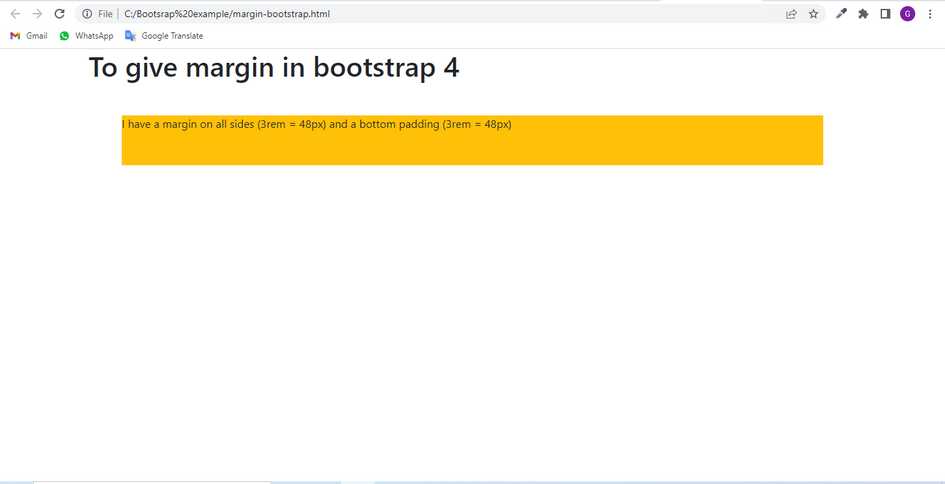 File C:/Bootsrap%20example/margin-bootstrap.html
G
Gmail WhatsApp Google Translate
To give margin in bootstrap 4
I have a margin on all sides (3rem = 48px) and a bottom padding (3rem = 48px)